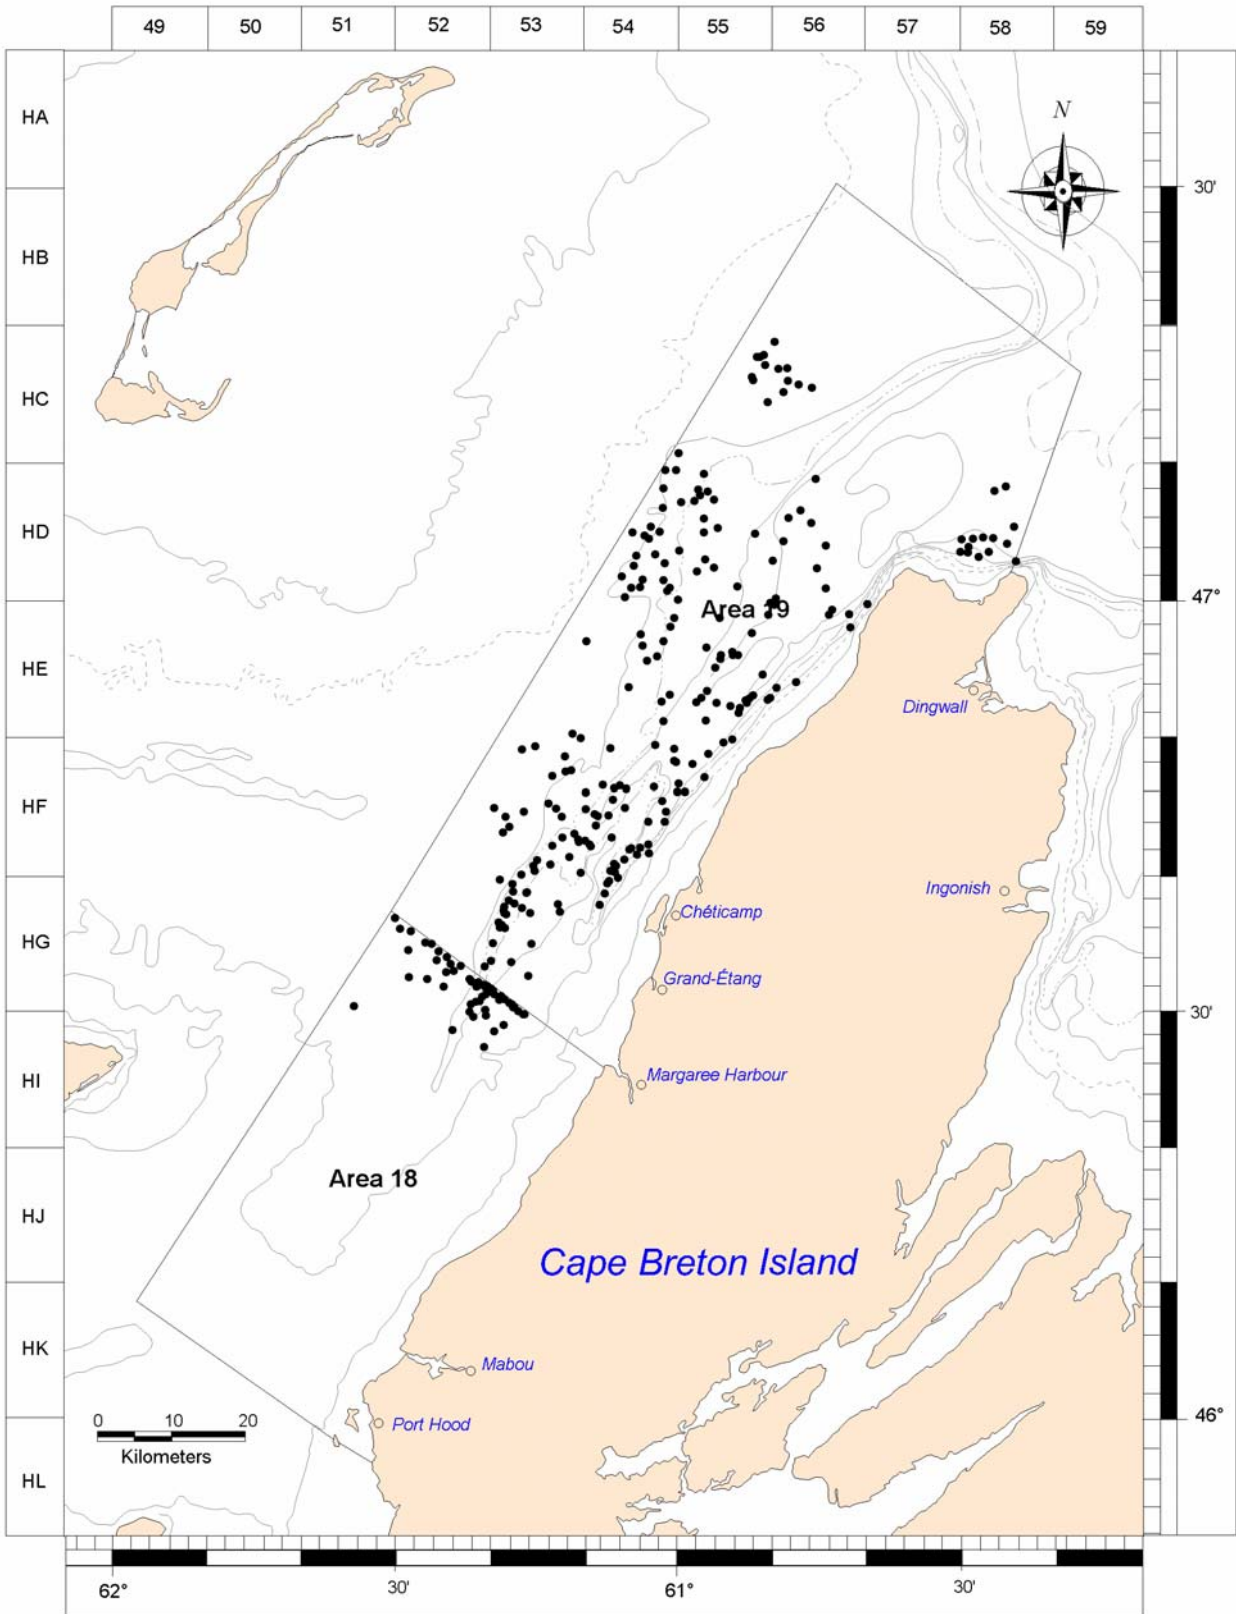 49 50 51 52 53 54 55 56 57 58 59
HA
N
30'
HB
HC
HD
47°
Area 19
HE
Dingwall
HF
Ingonish
Chéticamp
HG
Grand-Étang
30'
HI
Margaree Harbour
Area 18
HJ
Cape Breton Island
HK
Mabou
0 10 20
46°
Port Hood
Kilometers
HL
62° 30' 61° 30'